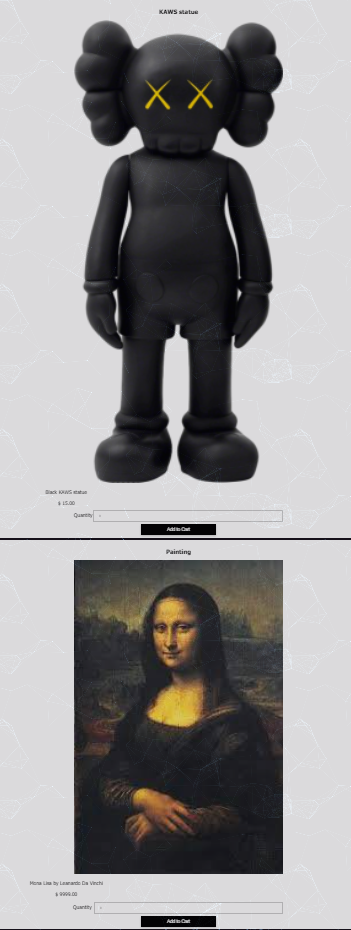 KAWS statue
Black KAWS statue
$ 15.00
Quantity
Add to Cart
Painting
Mona Lisa by Leonardo Da Vinchi
$ 9999.00
Quantity
Add to Cart